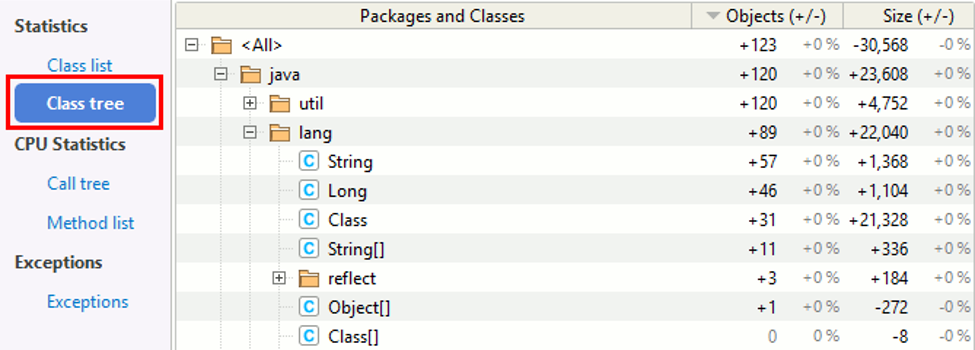 Statistics
Class list
Class tree
CPU Statistics
Call tree
Method list
Exceptions
Exceptions
Packages and Classes Objects (+/-) Size (+/-)
<All> +123 +0 % -30,568 -0 %
java +120 +0 % +23,608 +0 %
util +120 +0 % +4,752 +0 %
lang +89 +0 % +22,040 +0 %
C String +57 +0 % +1,368 +0 %
C Long +46 +0 % +1,104 +0 %
C Class +31 +0 % +21,328 +0 %
C String[] +11 +0 % +336 +0 %
reflect +3 +0 % +184 +0 %
C Object[] +1 +0 % -272 -0 %
C Class[] 0 0 % -8 -0 %